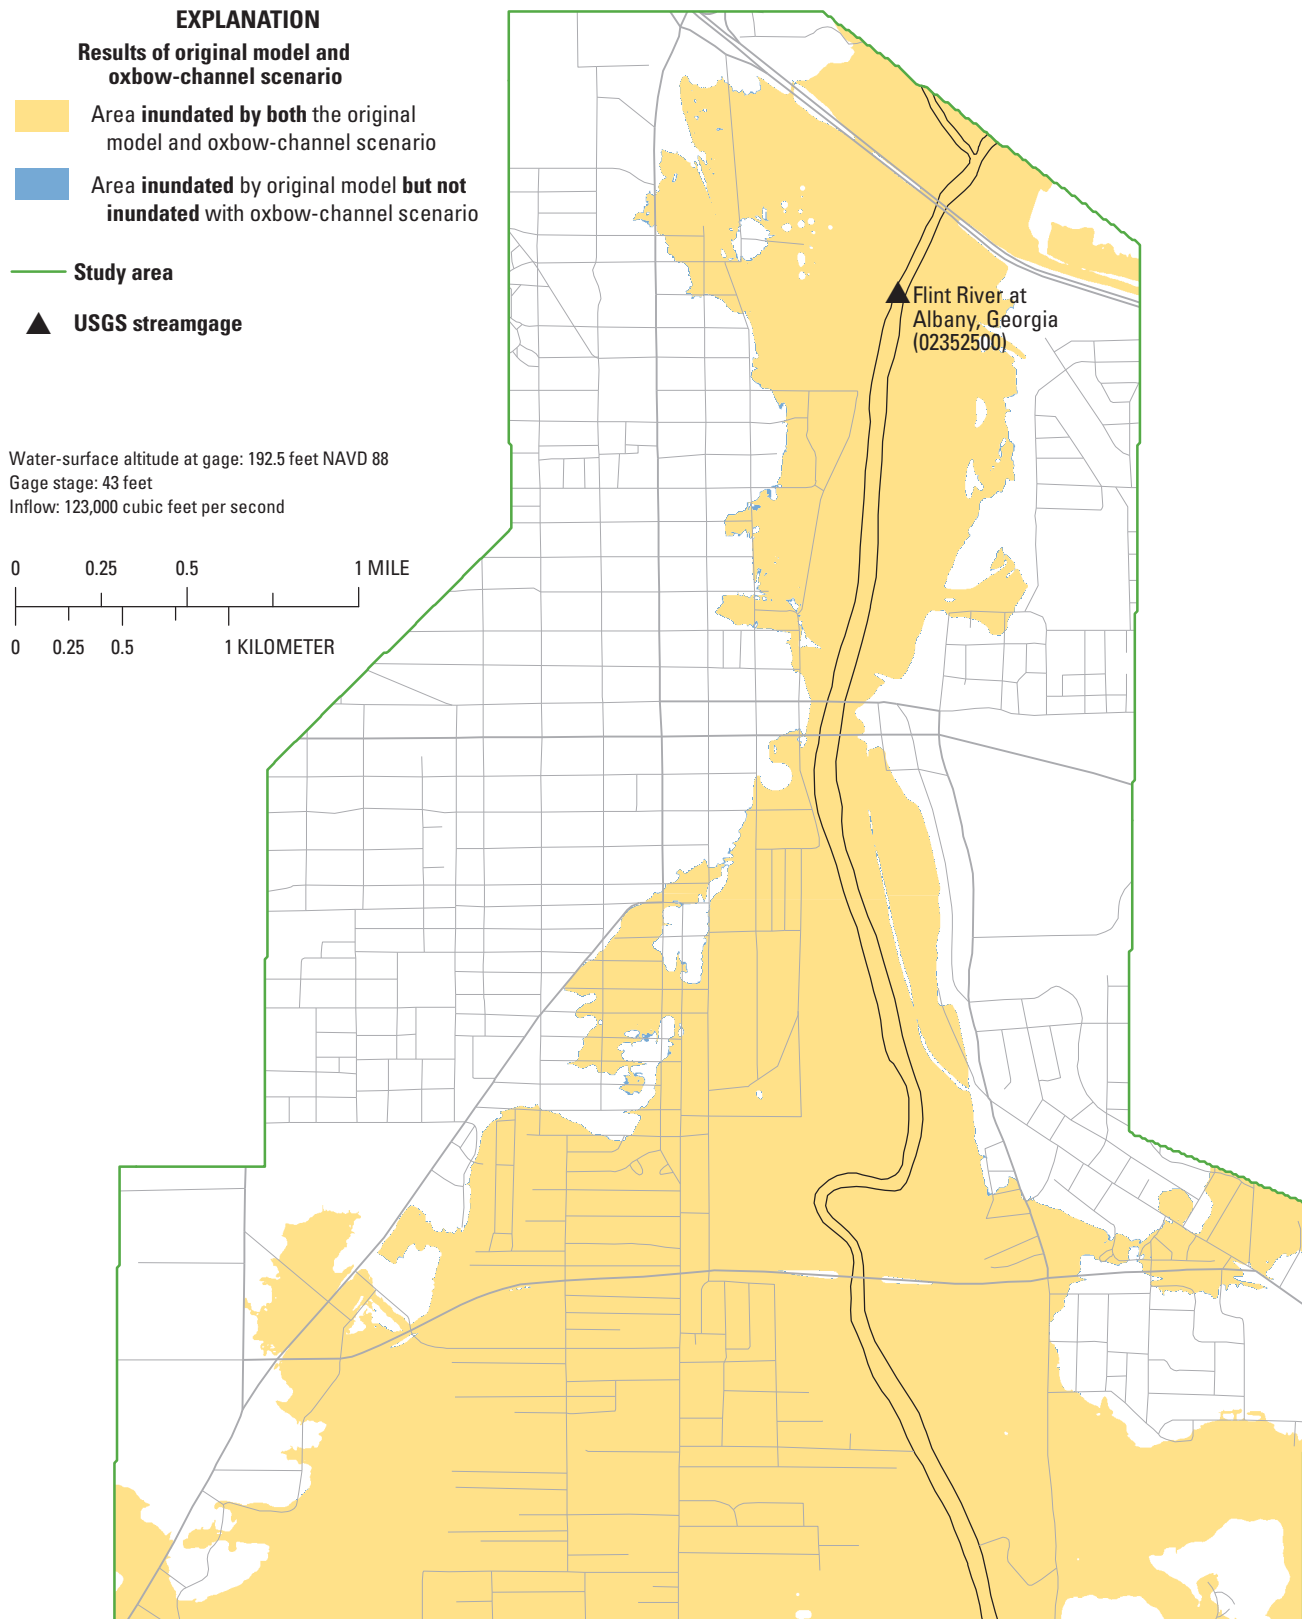 EXPLANATION
Results of original model and
oxbow-channel scenario
Area inundated by both the original
model and oxbow-channel scenario
Area inundated by original model but not
inundated with oxbow-channel scenario
Study area
USGS streamgage
Water-surface altitude at gage: 192.5 feet NAVD 88
Gage stage: 43 feet
Inflow: 123,000 cubic feet per second
0 0.25 0.5 1 MILE
0 0.25 0.5 1 KILOMETER
Flint River at
Albany, Georgia
(02352500)